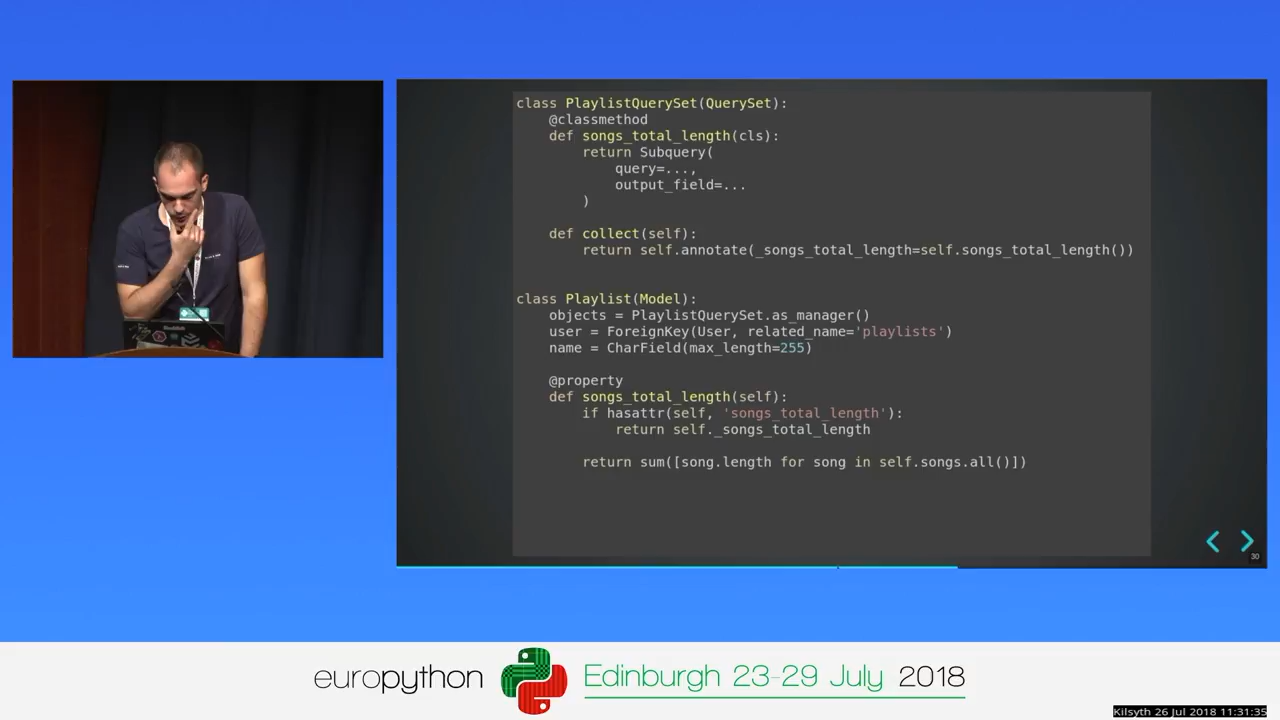 class PlaylistQuerySet(QuerySet):
    @classmethod
    def songs_total_length(cls):
        return Subquery(
            query=...,
            output_field=...
        )
    def collect(self):
        return self.annotate(_songs_total_length=self.songs_total_length())
class Playlist(Model):
    objects = PlaylistQuerySet.as_manager()
    user = ForeignKey(User, related_name='playlists')
    name = CharField(max_length=255)
    @property
    def songs_total_length(self):
        if hasattr(self, 'songs_total_length'):
            return self._songs_total_length
        return sum([song.length for song in self.songs.all()])
30
europython Edinburgh 23-29 July 2018
Kilsyth 26 Jul 2018 11:31:35